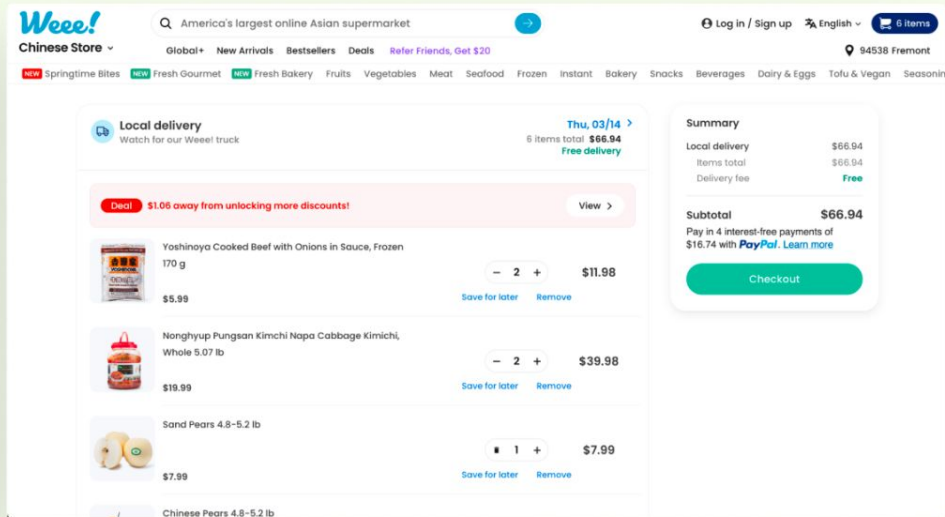 Weee!
America's largest online Asian supermarket
Log in / Sign up
English
6 items
Chinese Store
Global+ New Arrivals Bestsellers Deals Refer Friends, Get $20
94538 Fremont
NEW Springtime Bites NEW Fresh Gourmet NEW Fresh Bakery Fruits Vegetables Meat Seafood Frozen Instant Bakery Snacks Beverages Dairy & Eggs Tofu & Vegan Seasonin
Local delivery
Watch for our Weee! truck
Thu, 03/14
6 items total $66.94
Free delivery
Deal $1.06 away from unlocking more discounts!
View
Yoshinoya Cooked Beef with Onions in Sauce, Frozen
170 g
$5.99
- 2 +
$11.98
Save for later Remove
Nonghyup Pungsan Kimchi Napa Cabbage Kimichi,
Whole 5.07 lb
$19.99
- 2 +
$39.98
Save for later Remove
Sand Pears 4.8-5.2 lb
$7.99
1 +
$7.99
Save for later Remove
Chinese Pears 4.8-5.2 lb
Summary
Local delivery $66.94
Items total $66.94
Delivery fee Free
Subtotal $66.94
Pay in 4 interest-free payments of
$16.74 with PayPal. Learn more
Checkout